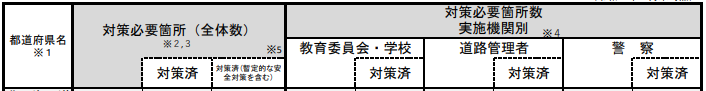 都道府県名
※1
対策必要箇所（全体数）
※2,3
※5
対策済
対策済(暫定的な安
全対策を含む)
対策必要箇所数
実施機関別 ※4
教育委員会・学校
対策済
道路管理者
対策済
警 察
対策済